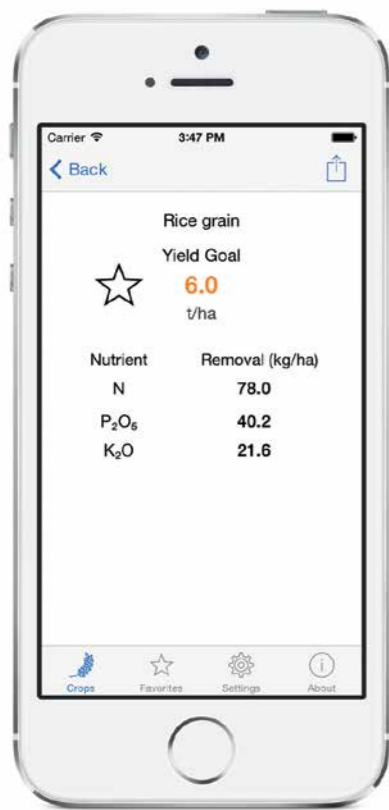 Carrier 3:47 PM
Back
Rice grain
Yield Goal
6.0
t/ha
Nutrient Removal (kg/ha)
N 78.0
P₂O₅ 40.2
K₂O 21.6
Crops Favorites Settings About